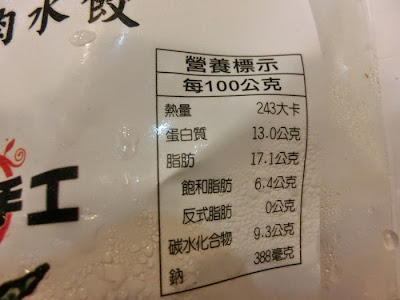 肉水餃
營養標示
每100公克
熱量 243大卡
蛋白質 13.0公克
脂肪 17.1公克
飽和脂肪 6.4公克
反式脂肪 0公克
碳水化合物 9.3公克
鈉 388毫克
手工